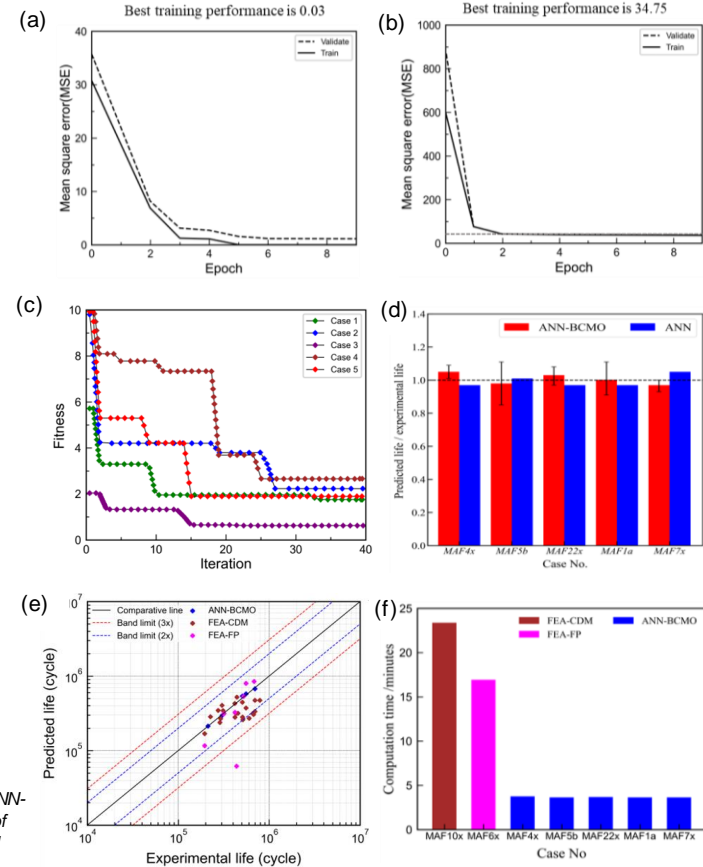 (a)
Best training performance is 0.03
Mean square error(MSE)
40
30
20
10
0
Validate
Train
0 2 4 6 8
Epoch
(b)
Best training performance is 34.75
Mean square error(MSE)
1000
800
600
400
200
0
Validate
Train
0 2 4 6 8
Epoch
(c)
Fitness
10
8
6
4
2
0
Case 1
Case 2
Case 3
Case 4
Case 5
0 10 20 30 40
Iteration
(d)
Predicted life / experimental life
1.4
1.2
1.0
0.8
0.6
0.4
0.2
0.0
ANN-BCMO ANN
MAF4x MAF5b MAF22x MAF1a MAF7x
Case No.
(e)
Predicted life (cycle)
10^7
10^6
10^5
10^4
Comparative line
Band limit (3x)
Band limit (2x)
ANN-BCMO
FEA-CDM
FEA-FP
10^4 10^5 10^6 10^7
Experimental life (cycle)
NN-
of
(f)
Computation time /minutes
25
20
15
10
5
0
FEA-CDM ANN-BCMO
FEA-FP
MAF10x MAF6x MAF4x MAF5b MAF22x MAF1a MAF7x
Case No